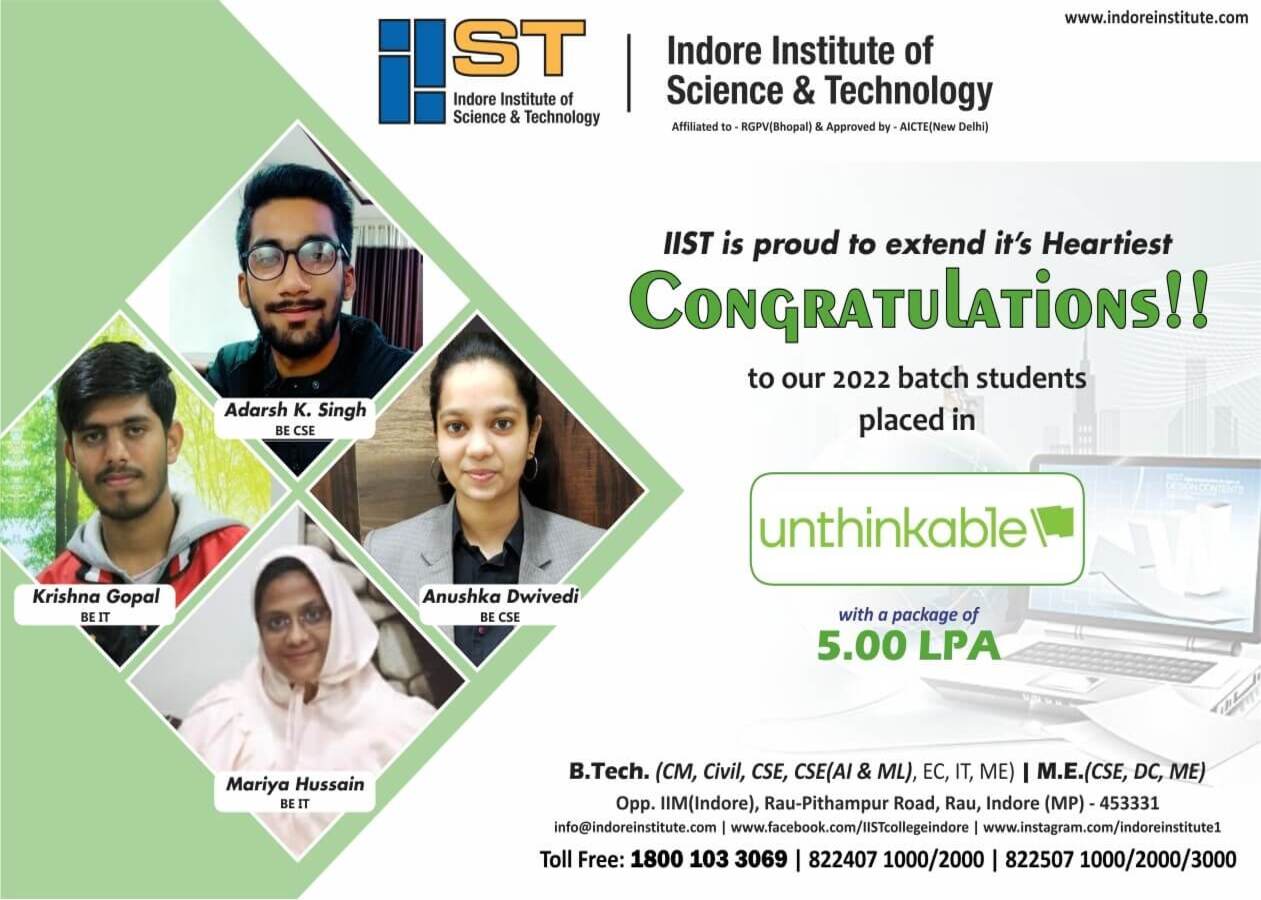 www.indoreinstitute.com
IIST
Indore Institute of
Science & Technology
Indore Institute of
Science & Technology
Affiliated to - RGPV(Bhopal) & Approved by - AICTE(New Delhi)
IIST is proud to extend it's Heartiest
CONGRATULATIONS!!
to our 2022 batch students
placed in
unthinkable
with a package of
5.00 LPA
Adarsh K. Singh
BE CSE
Krishna Gopal
BE IT
Anushka Dwivedi
BE CSE
Mariya Hussain
BE IT
B.Tech. (CM, Civil, CSE, CSE(AI & ML), EC, IT, ME) | M.E.(CSE, DC, ME)
Opp. IIM(Indore), Rau-Pithampur Road, Rau, Indore (MP) - 453331
info@indoreinstitute.com | www.facebook.com/IISTcollegeindore | www.instagram.com/indoreinstitute1
Toll Free: 1800 103 3069 | 822407 1000/2000 | 822507 1000/2000/3000